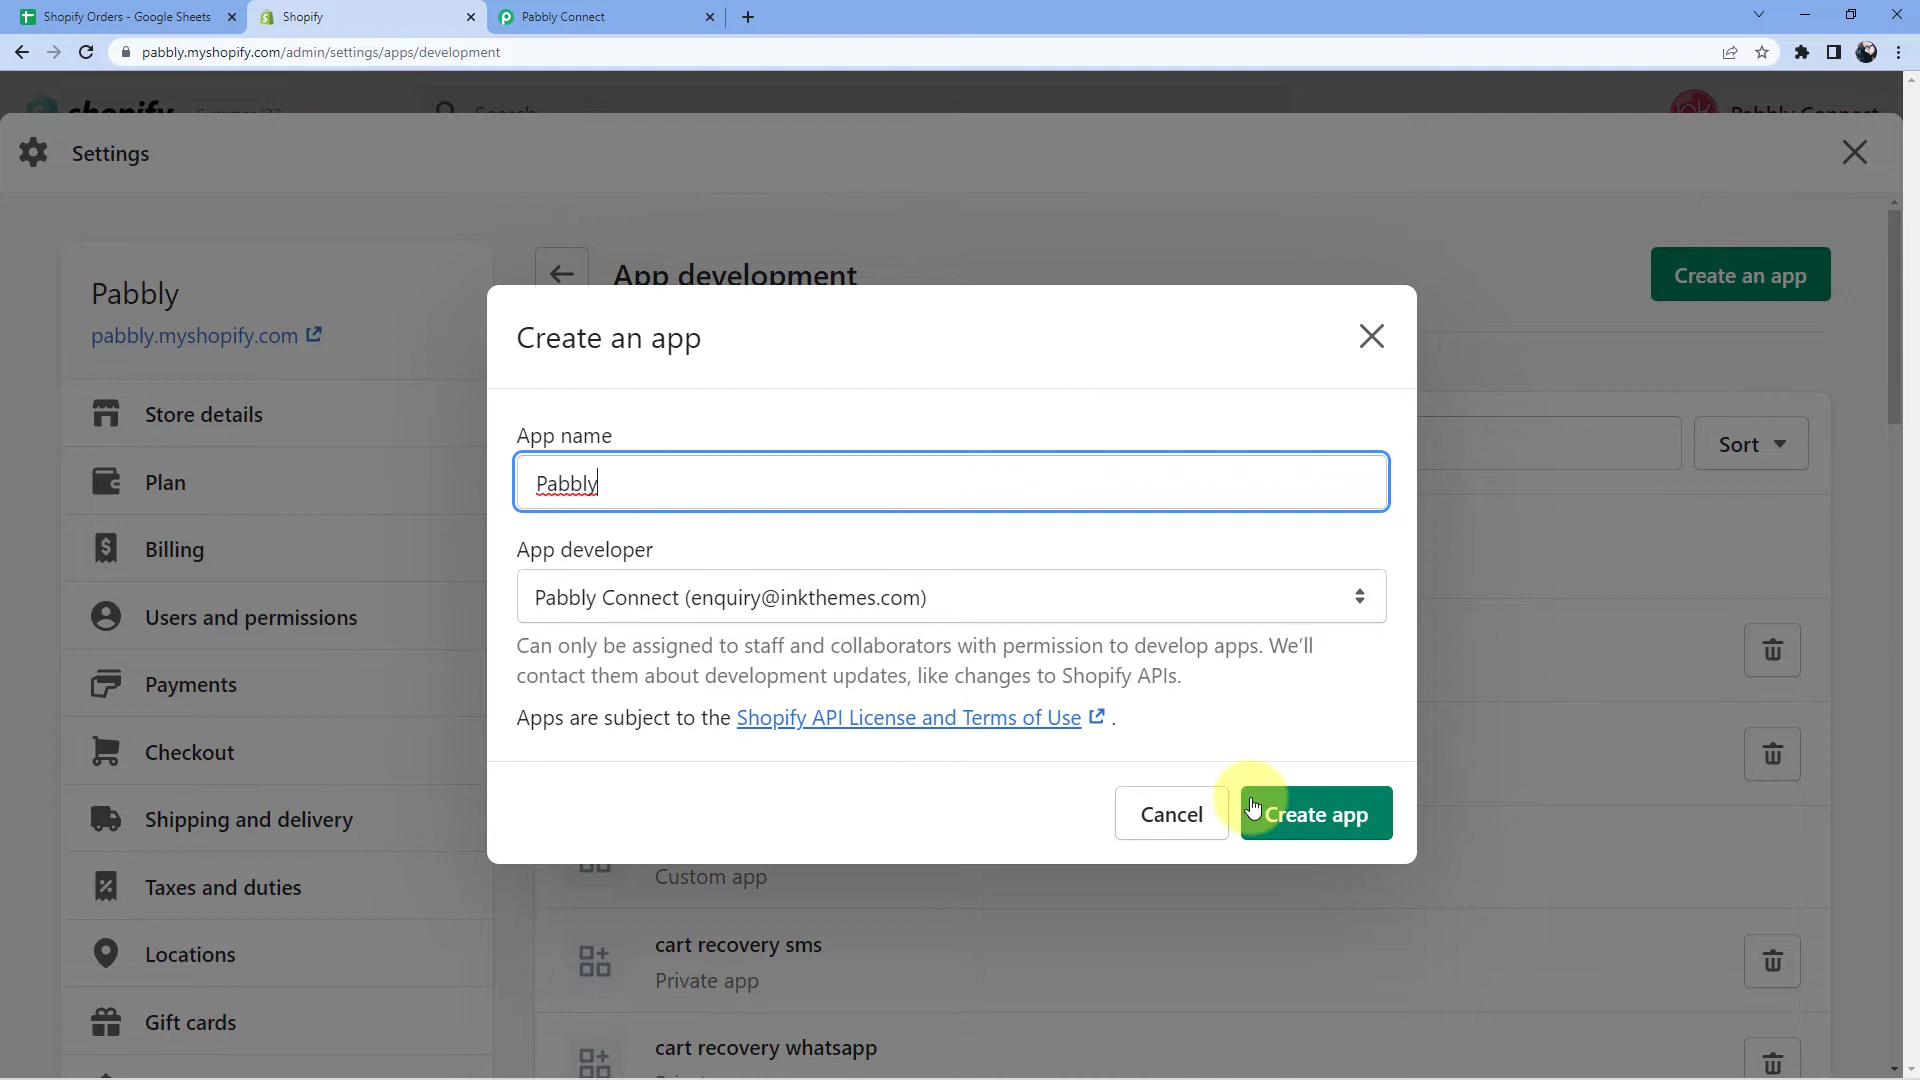 Shopify Orders - Google Sheets
Shopify
Pabbly Connect
pabbly.myshopify.com/admin/settings/apps/development
shopify
Search
Pabbly Connect
Settings
Pabbly
pabbly.myshopify.com
Store details
Plan
Billing
Users and permissions
Payments
Checkout
Shipping and delivery
Taxes and duties
Locations
Gift cards
App development
Create an app
Sort
Create an app
App name
Pabbly
App developer
Pabbly Connect (enquiry@inkthemes.com)
Can only be assigned to staff and collaborators with permission to develop apps. We’ll
contact them about development updates, like changes to Shopify APIs.
Apps are subject to the Shopify API License and Terms of Use .
Cancel
Create app
Custom app
cart recovery sms
Private app
cart recovery whatsapp